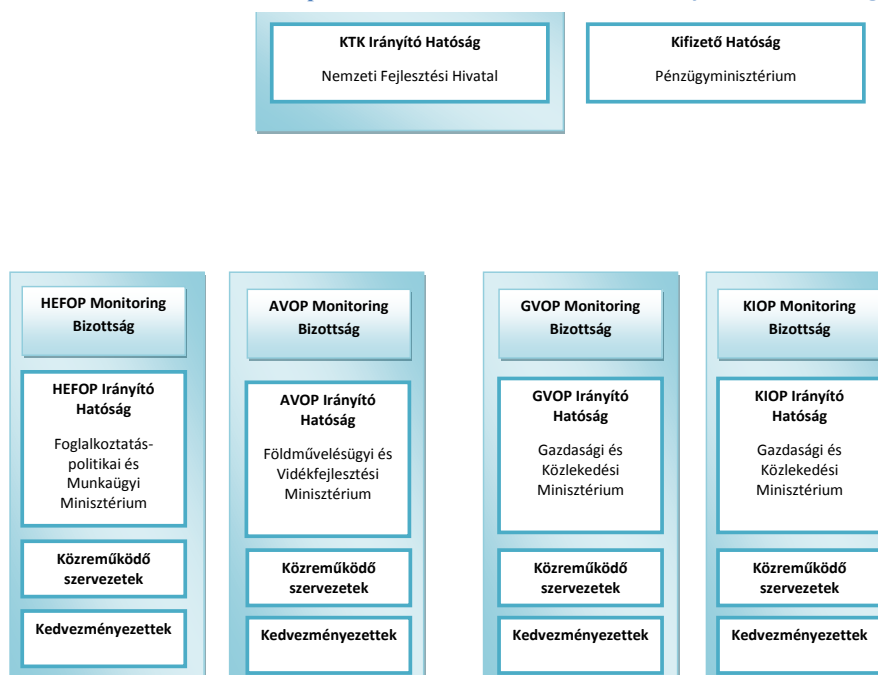 KTK Irányító Hatóság
Nemzeti Fejlesztési Hivatal
Kifizető Hatóság
Pénzügyminisztérium
HEFOP Monitoring
Bizottság
HEFOP Irányító
Hatóság
Foglalkoztatás-
politikai és
Munkaügyi
Minisztérium
Közreműködő
szervezetek
Kedvezményezettek
AVOP Monitoring
Bizottság
AVOP Irányító
Hatóság
Földművelésügyi és
Vidékfejlesztési
Minisztérium
Közreműködő
szervezetek
Kedvezményezettek
GVOP Monitoring
Bizottság
GVOP Irányító
Hatóság
Gazdasági és
Közlekedési
Minisztérium
Közreműködő
szervezetek
Kedvezményezettek
KIOP Monitoring
Bizottság
KIOP Irányító
Hatóság
Gazdasági és
Közlekedési
Minisztérium
Közreműködő
szervezetek
Kedvezményezettek